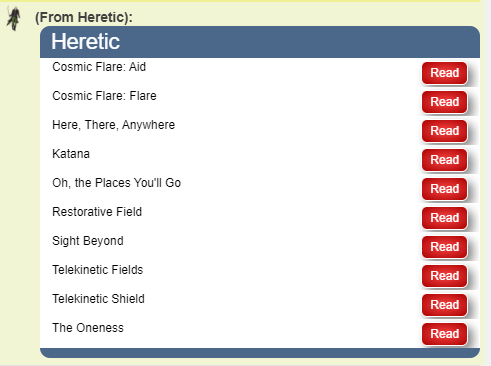 (From Heretic):
Heretic
Cosmic Flare: Aid Read
Cosmic Flare: Flare Read
Here, There, Anywhere Read
Katana Read
Oh, the Places You'll Go Read
Restorative Field Read
Sight Beyond Read
Telekinetic Fields Read
Telekinetic Shield Read
The Oneness Read